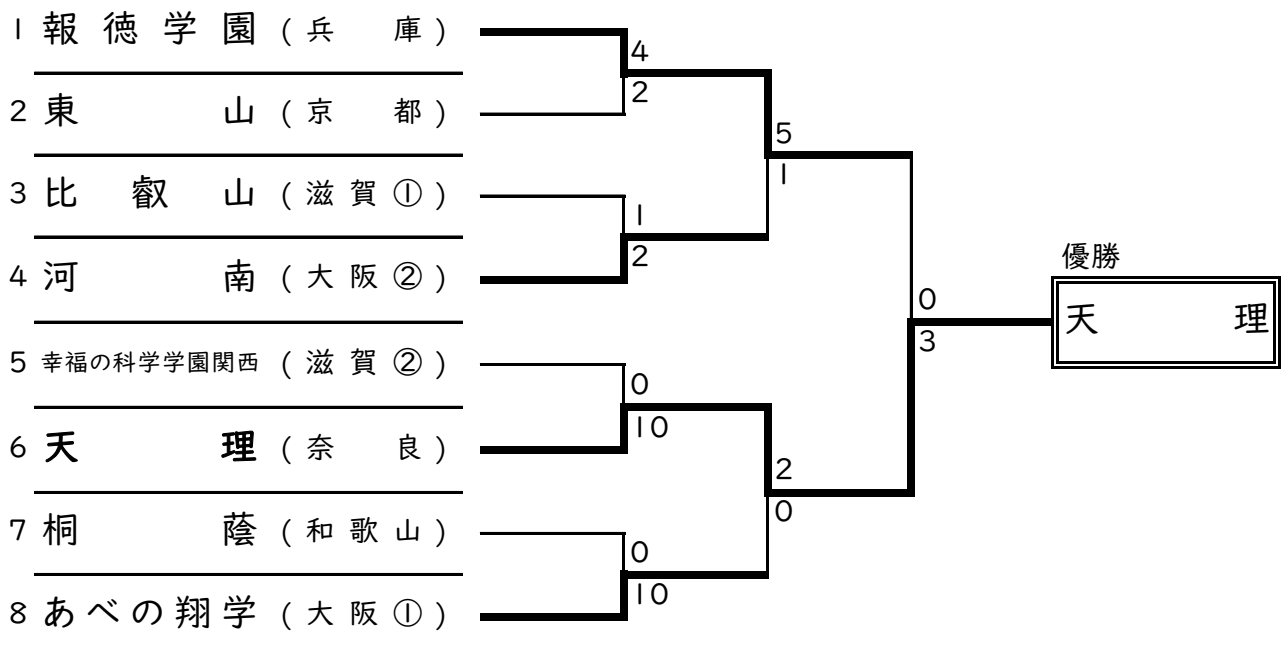 1 報徳学園 (兵庫)
4
2
2 東山 (京都)
5
1
3 比叡山 (滋賀①)
1
2
4 河南 (大阪②)
優勝
天理
0
3
5 幸福の科学学園関西 (滋賀②)
0
10
6 天理 (奈良)
2
0
7 桐蔭 (和歌山)
0
10
8 あべの翔学 (大阪①)